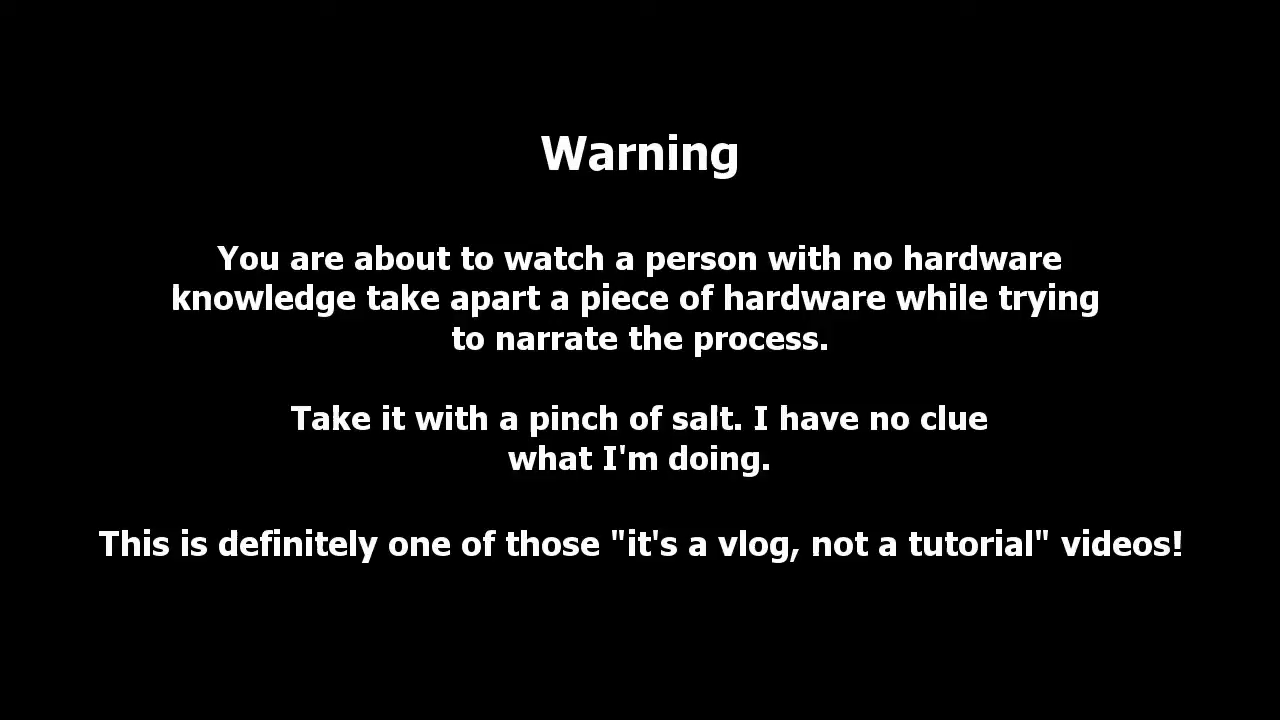 Warning
You are about to watch a person with no hardware
knowledge take apart a piece of hardware while trying
to narrate the process.
Take it with a pinch of salt. I have no clue
what I'm doing.
This is definitely one of those "it's a vlog, not a tutorial" videos!